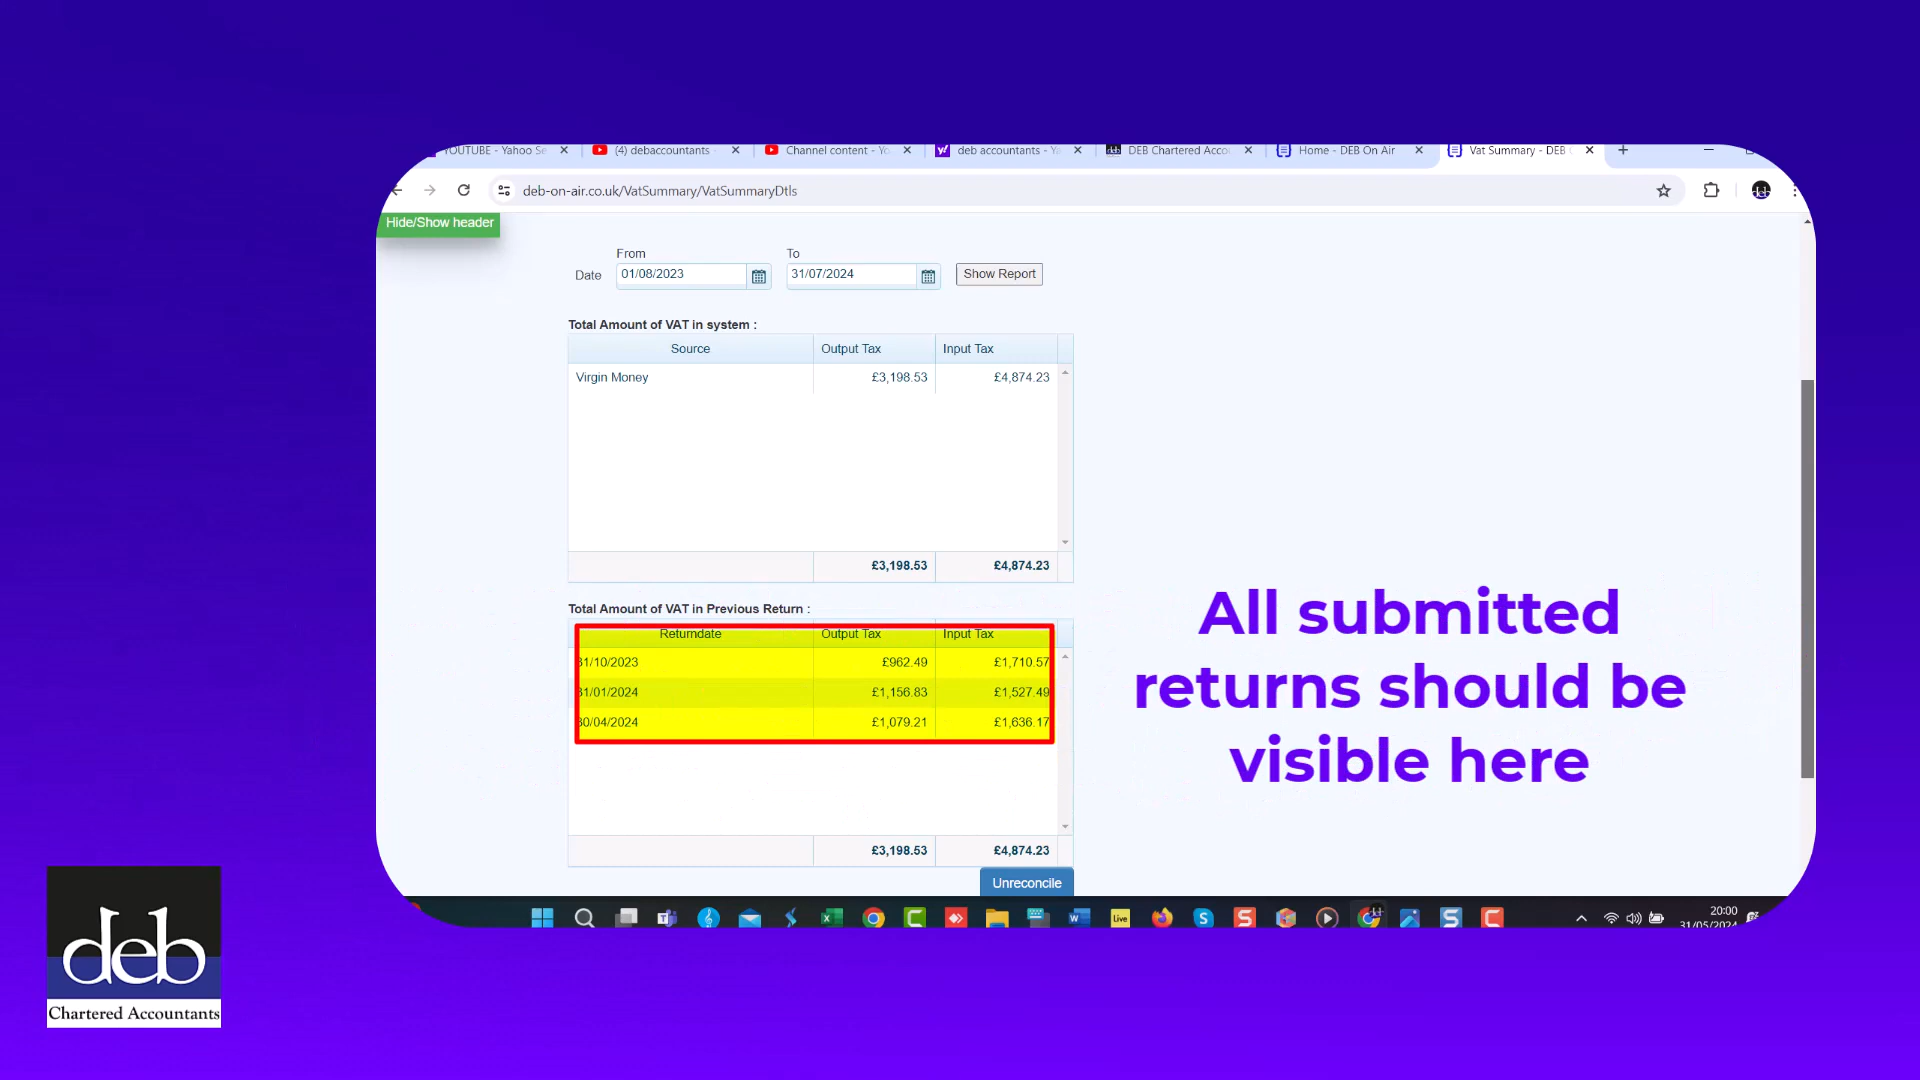 YOUTUBE - Yahoo Se
(4) debaccountants -
Channel content - Yo
deb accountants - Ya
DEB Chartered Acco
Home - DEB On Air
Vat Summary - DEB
deb-on-air.co.uk/VatSummary/VatSummaryDtls
Hide/Show header
From To
Date 01/08/2023 31/07/2024 Show Report
Total Amount of VAT in system :
Source Output Tax Input Tax
Virgin Money £3,198.53 £4,874.23
£3,198.53 £4,874.23
Total Amount of VAT in Previous Return :
Returndate Output Tax Input Tax
31/10/2023 £962.49 £1,710.57
31/01/2024 £1,156.83 £1,527.49
30/04/2024 £1,079.21 £1,636.17
£3,198.53 £4,874.23
Unreconcile
All submitted
returns should be
visible here
Live
20:00
31/05/2024
deb
Chartered Accountants